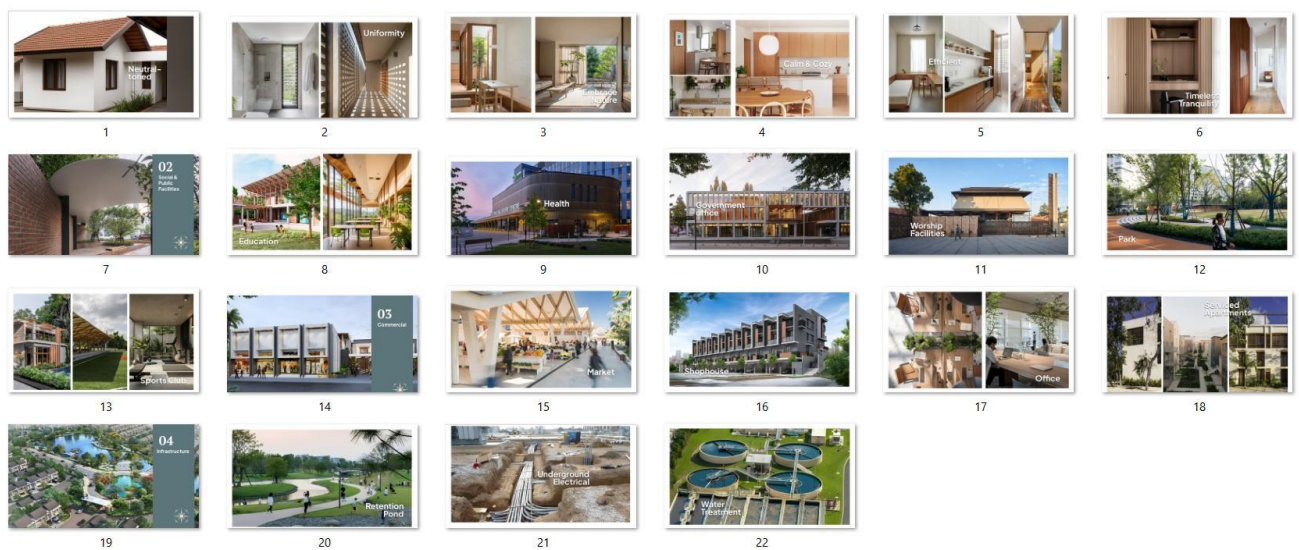 Neutral-
toned
Uniformity
Embrace
Nature
Calm & Cozy
Efficient
Timeless
Tranquility
1
2
3
4
5
6
02
Social &
Public
Facilities
Education
Health
Government
office
Worship
Facilities
Park
7
8
9
10
11
12
Sports Club
03
Commercial
Market
Shophouse
Office
Serviced
Apartments
13
14
15
16
17
18
04
Infrastructure
Retention
Pond
Underground
Electrical
Water
Treatment
19
20
21
22